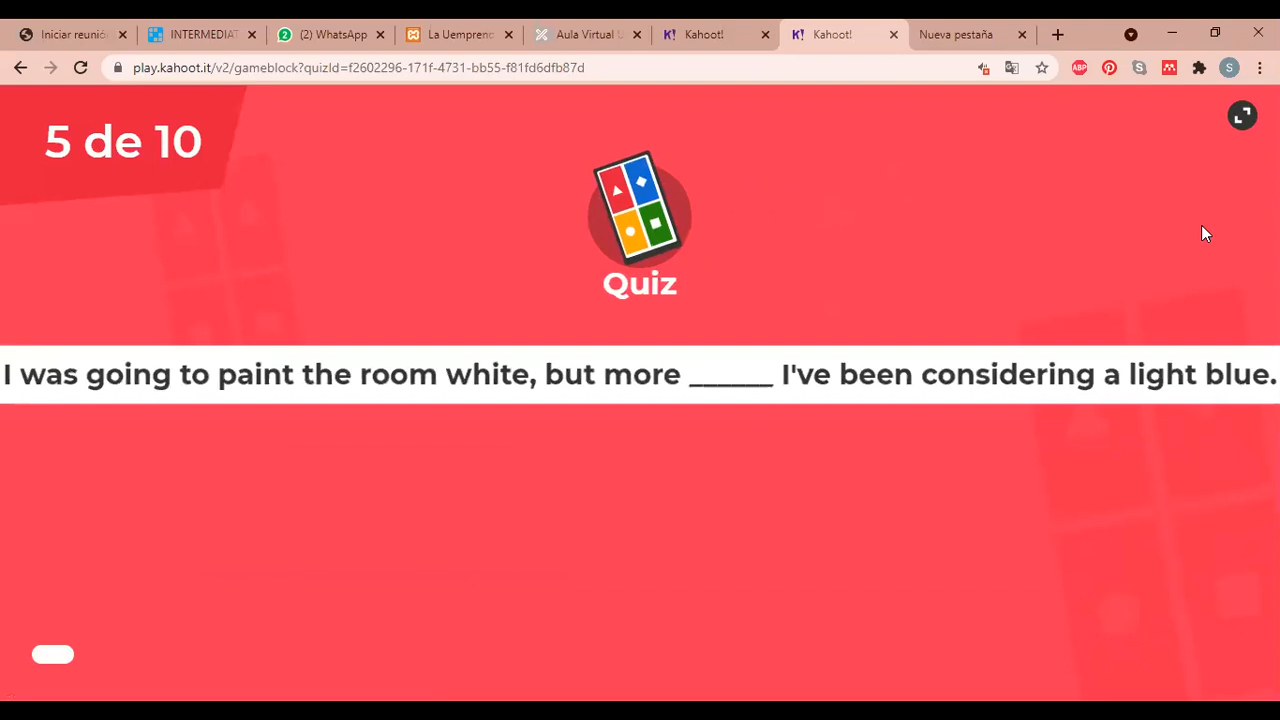 Iniciar reunió
INTERMEDIAT
(2) WhatsApp
La Uemprend
Aula Virtual U
Kahoot!
Kahoot!
Nueva pestaña
play.kahoot.it/v2/gameblock?quizId=f2602296-171f-4731-bb55-f81fd6dfb87d
ABP
S
5 de 10
Quiz
I was going to paint the room white, but more ______ I've been considering a light blue.